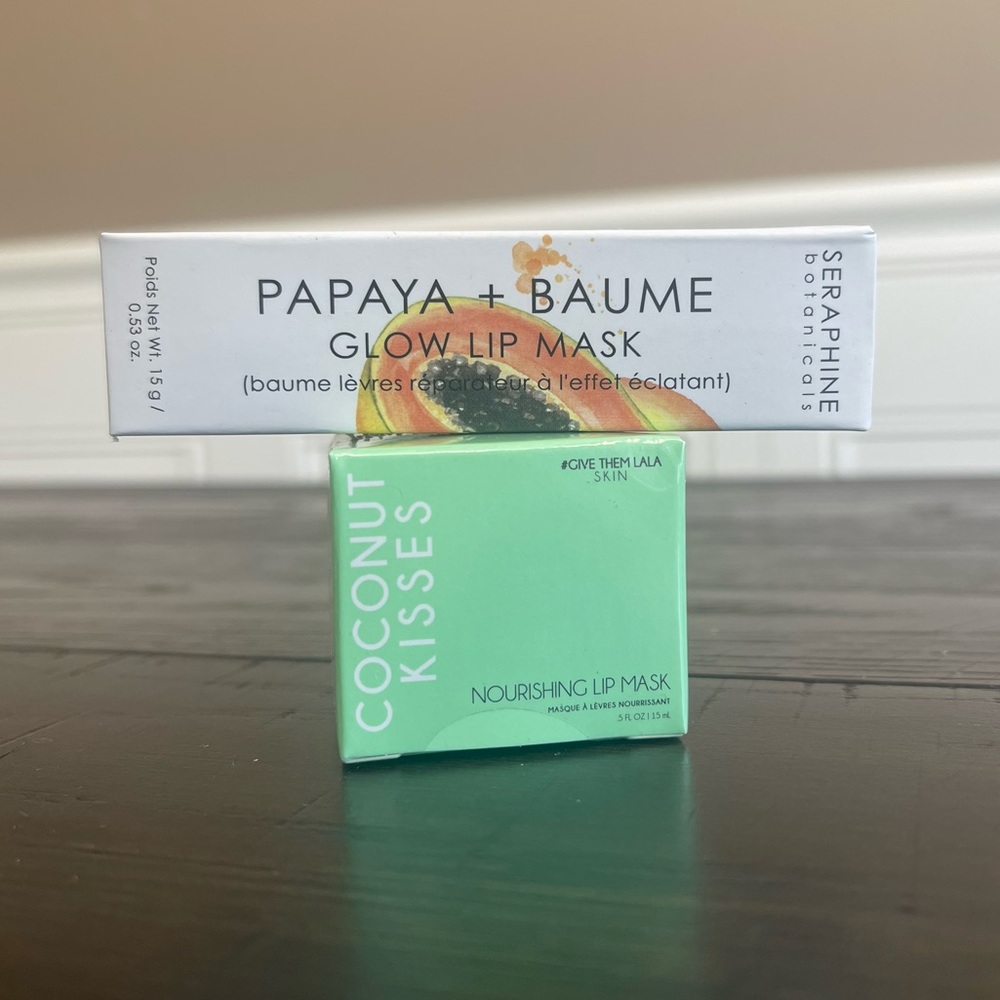 PAPAYA + BAUME
GLOW LIP MASK
(baume lèvres réparateur à l'effet éclatant)
Poids Net Wt. 15 g /
0.53 oz.
SERAPHINE
botanicals
#GIVE THEM LALA
SKIN
COCONUT
KISSES
NOURISHING LIP MASK
MASQUE À LÈVRES NOURRISSANT
.5 FL OZ | 15 mL